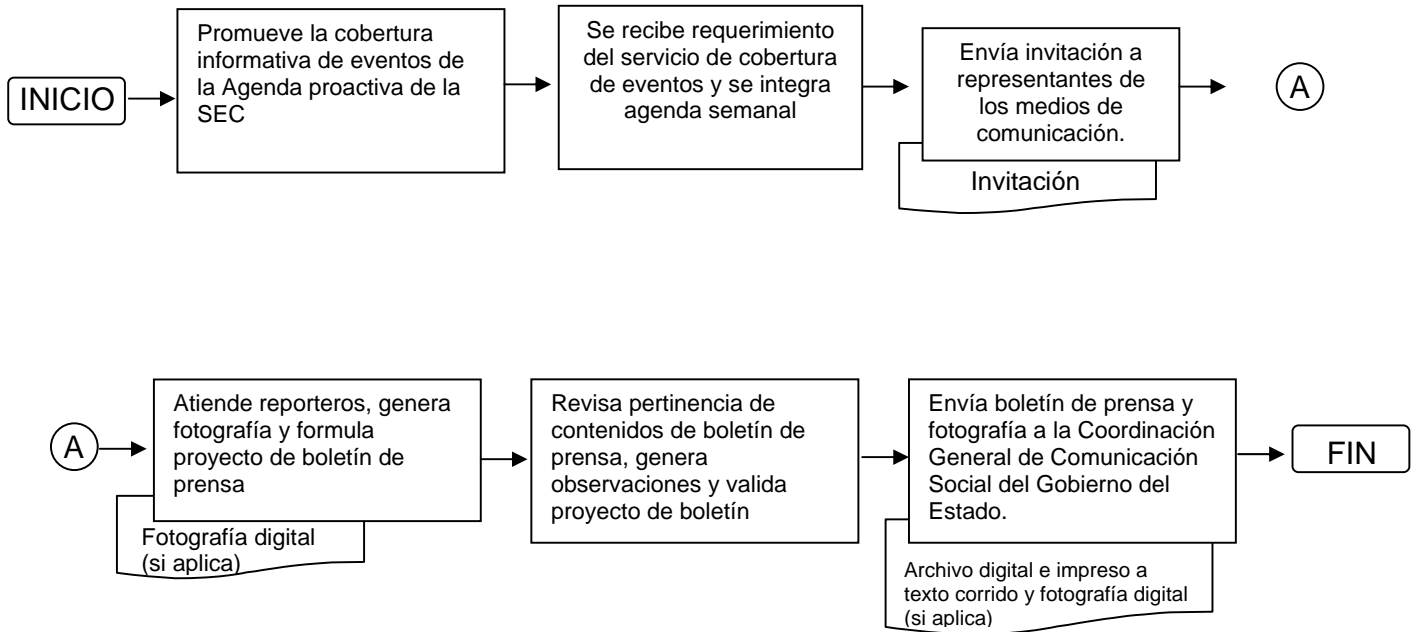 INICIO
Promueve la cobertura
informativa de eventos de
la Agenda proactiva de la
SEC
Se recibe requerimiento
del servicio de cobertura
de eventos y se integra
agenda semanal
Envía invitación a
representantes de
los medios de
comunicación.
Invitación
A
A
Atiende reporteros, genera
fotografía y formula
proyecto de boletín de
prensa
Fotografía digital
(si aplica)
Revisa pertinencia de
contenidos de boletín de
prensa, genera
observaciones y valida
proyecto de boletín
Envía boletín de prensa y
fotografía a la Coordinación
General de Comunicación
Social del Gobierno del
Estado.
Archivo digital e impreso a
texto corrido y fotografía digital
(si aplica)
FIN